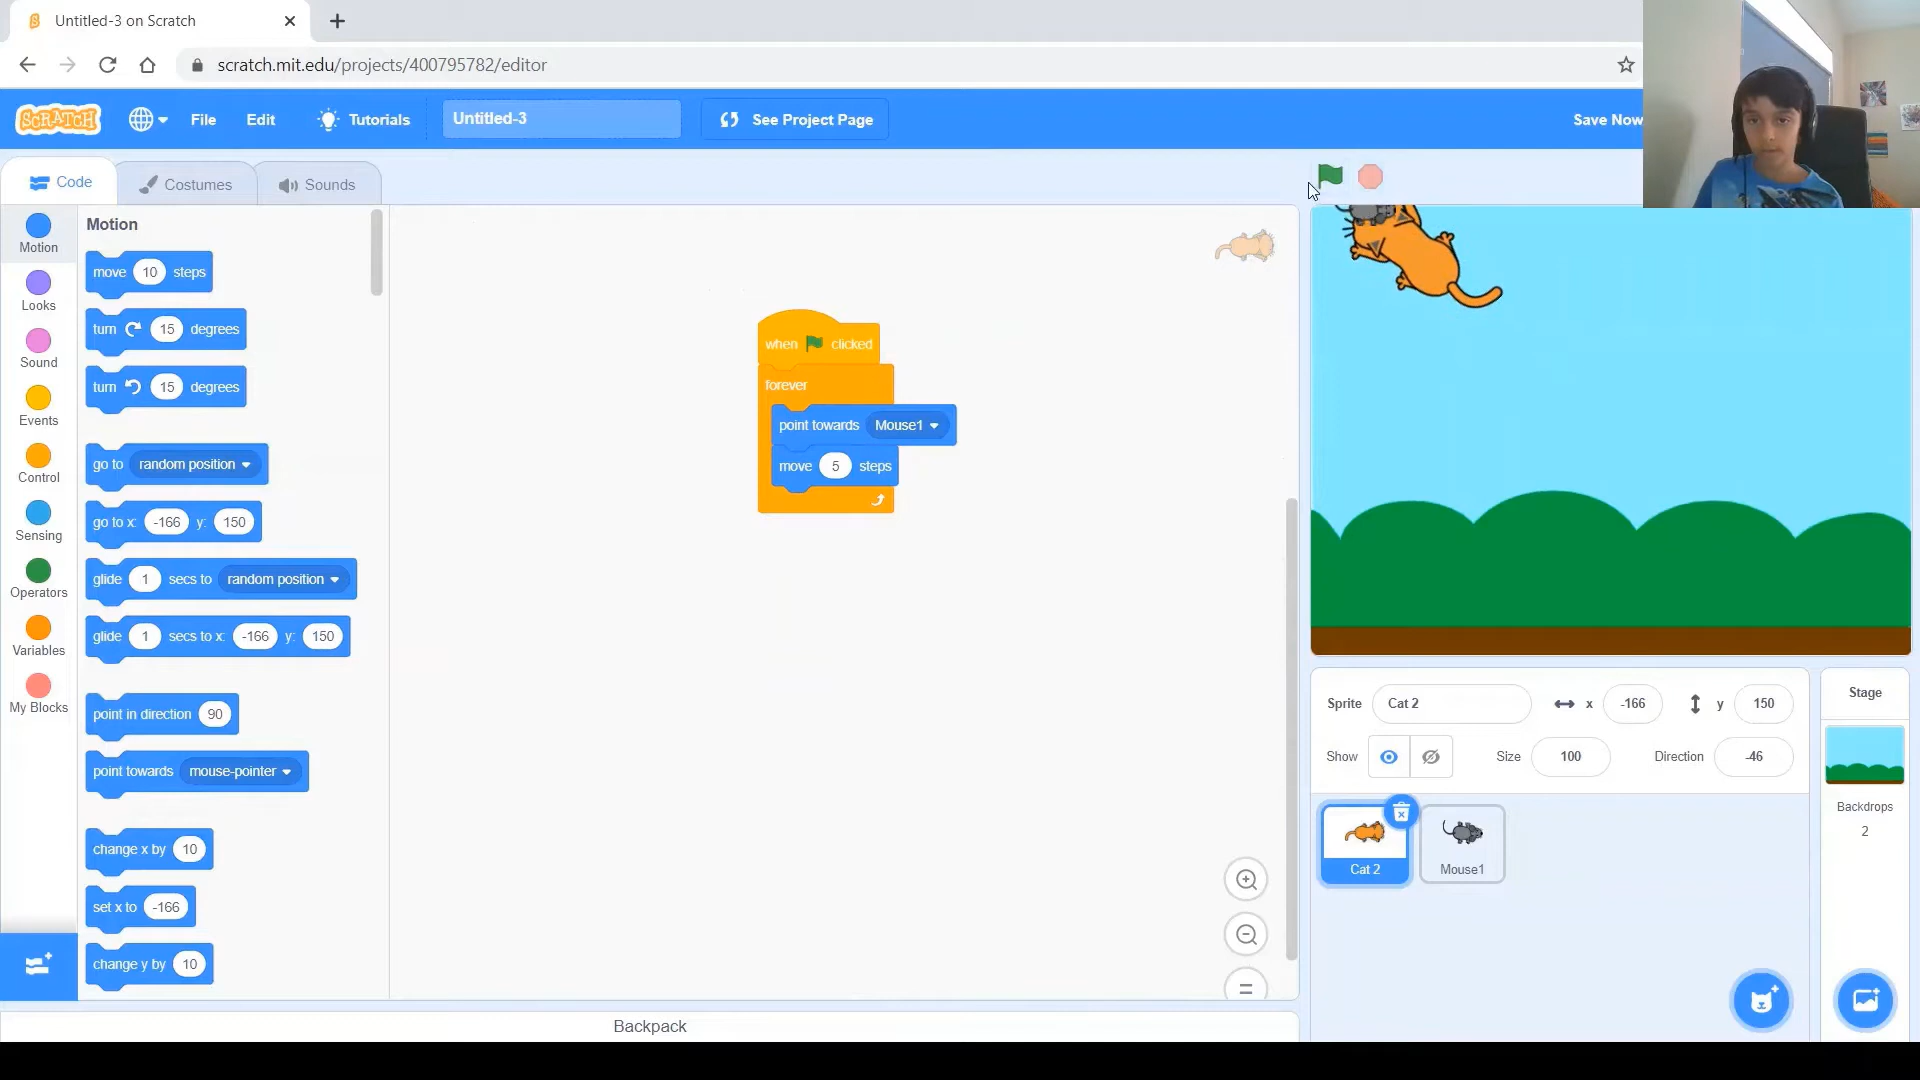 Untitled-3 on Scratch
scratch.mit.edu/projects/400795782/editor
SCRATCH File Edit Tutorials Untitled-3 See Project Page Save Now
Code Costumes Sounds
Motion
Looks
Sound
Events
Control
Sensing
Operators
Variables
My Blocks
Motion
move 10 steps
turn 15 degrees
turn 15 degrees
go to random position
go to x: -166 y: 150
glide 1 secs to random position
glide 1 secs to x: -166 y: 150
point in direction 90
point towards mouse-pointer
change x by 10
set x to -166
change y by 10
when clicked
forever
point towards Mouse1
move 5 steps
Backpack
Sprite Cat 2 x -166 y 150
Show Size 100 Direction -46
Cat 2
Mouse1
Stage
Backdrops
2